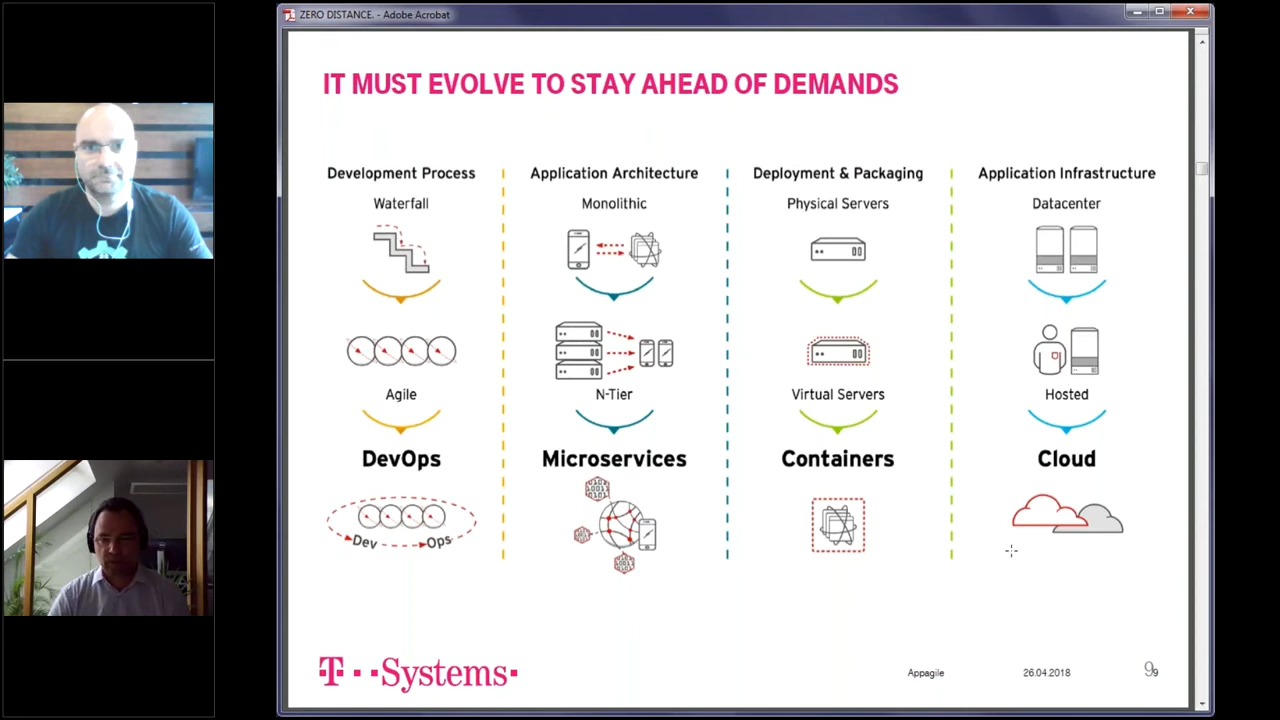 ZERO DISTANCE. - Adobe Acrobat
IT MUST EVOLVE TO STAY AHEAD OF DEMANDS
Development Process
Application Architecture
Deployment & Packaging
Application Infrastructure
Waterfall
Monolithic
Physical Servers
Datacenter
Agile
N-Tier
Virtual Servers
Hosted
DevOps
Microservices
Containers
Cloud
Dev
Ops
T··Systems·
Appagile
26.04.2018
9
9